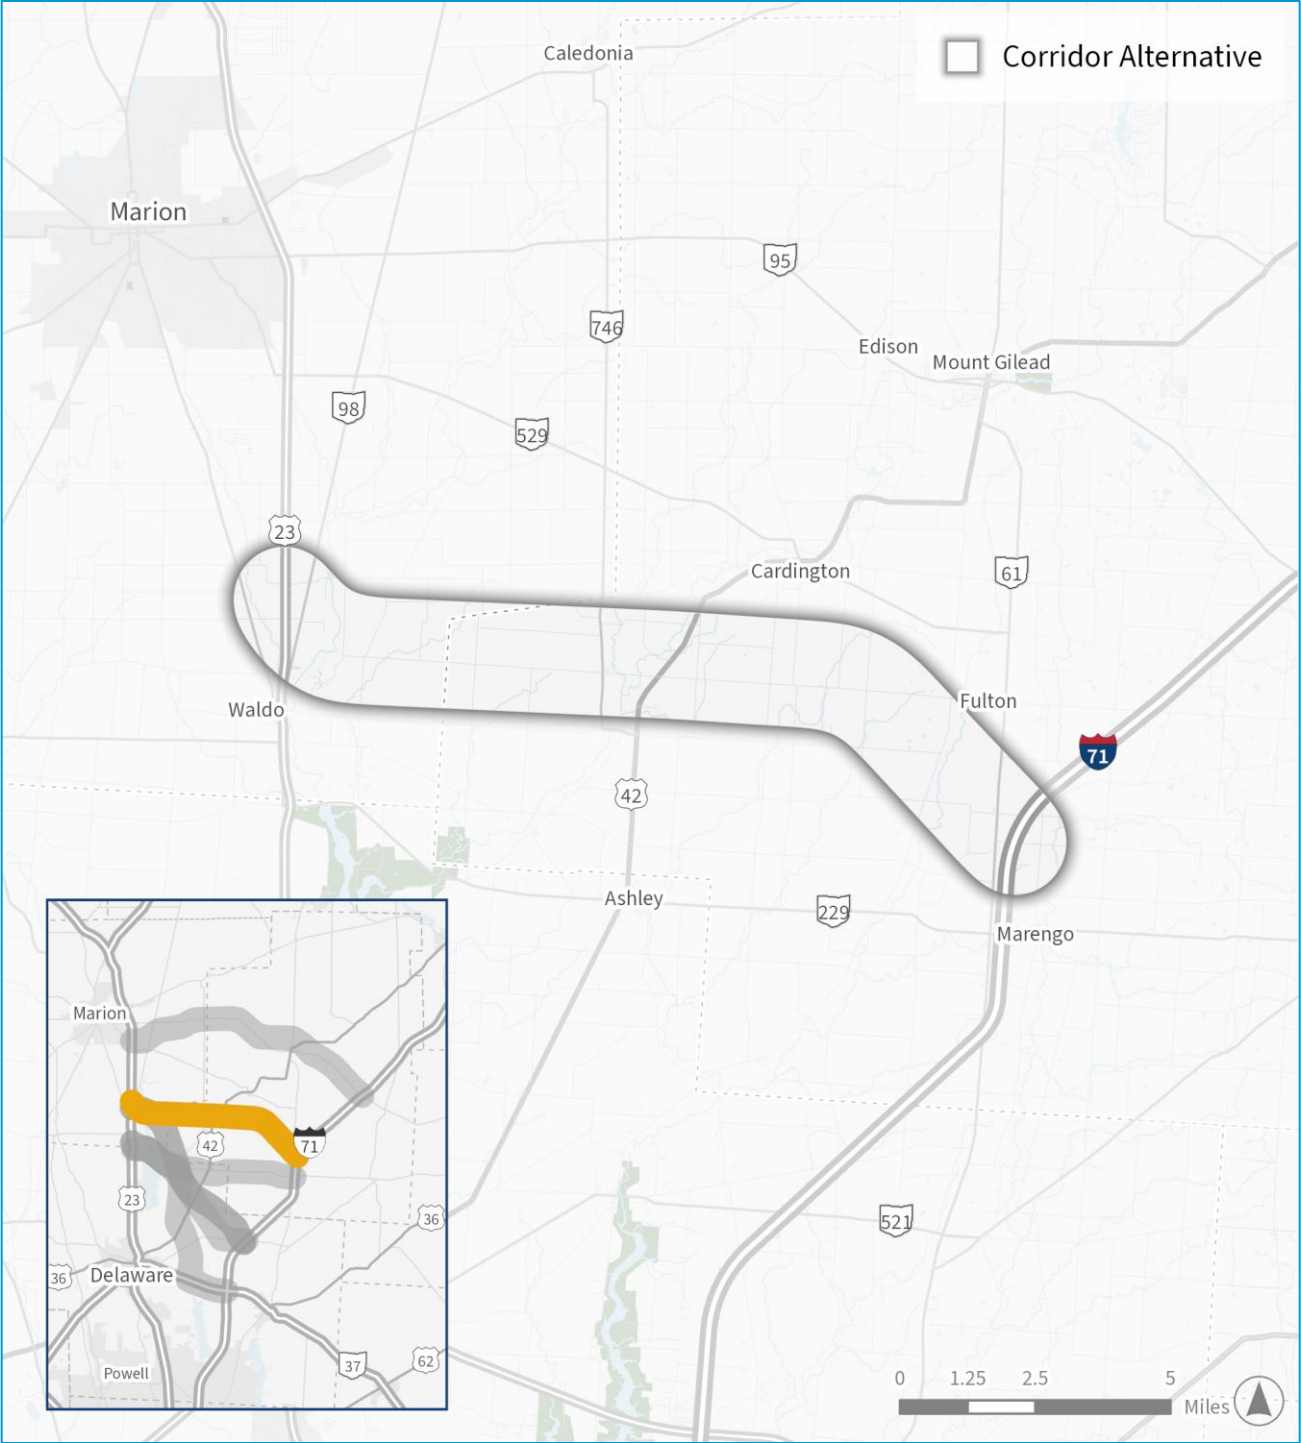 Caledonia
Corridor Alternative
Marion
95
746
Edison
Mount Gilead
98
529
23
Cardington
61
Fulton
Waldo
71
42
Ashley
229
Marengo
Marion
42
71
23
36
521
36
Delaware
37
62
Powell
0 1.25 2.5 5
Miles